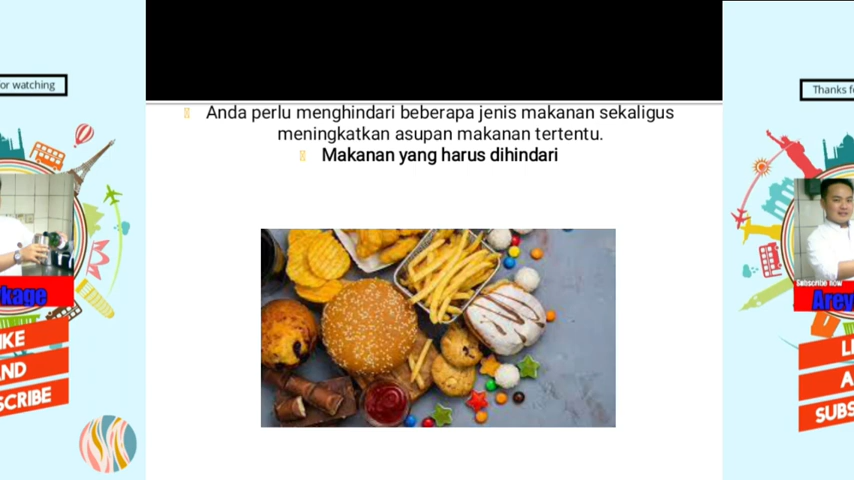 or watching
Anda perlu menghindari beberapa jenis makanan sekaligus
meningkatkan asupan makanan tertentu.
Makanan yang harus dihindari
Thanks f
kage
IKE
ND
SCRIBE
Subscribe now
Arev
LI
A
SUBS